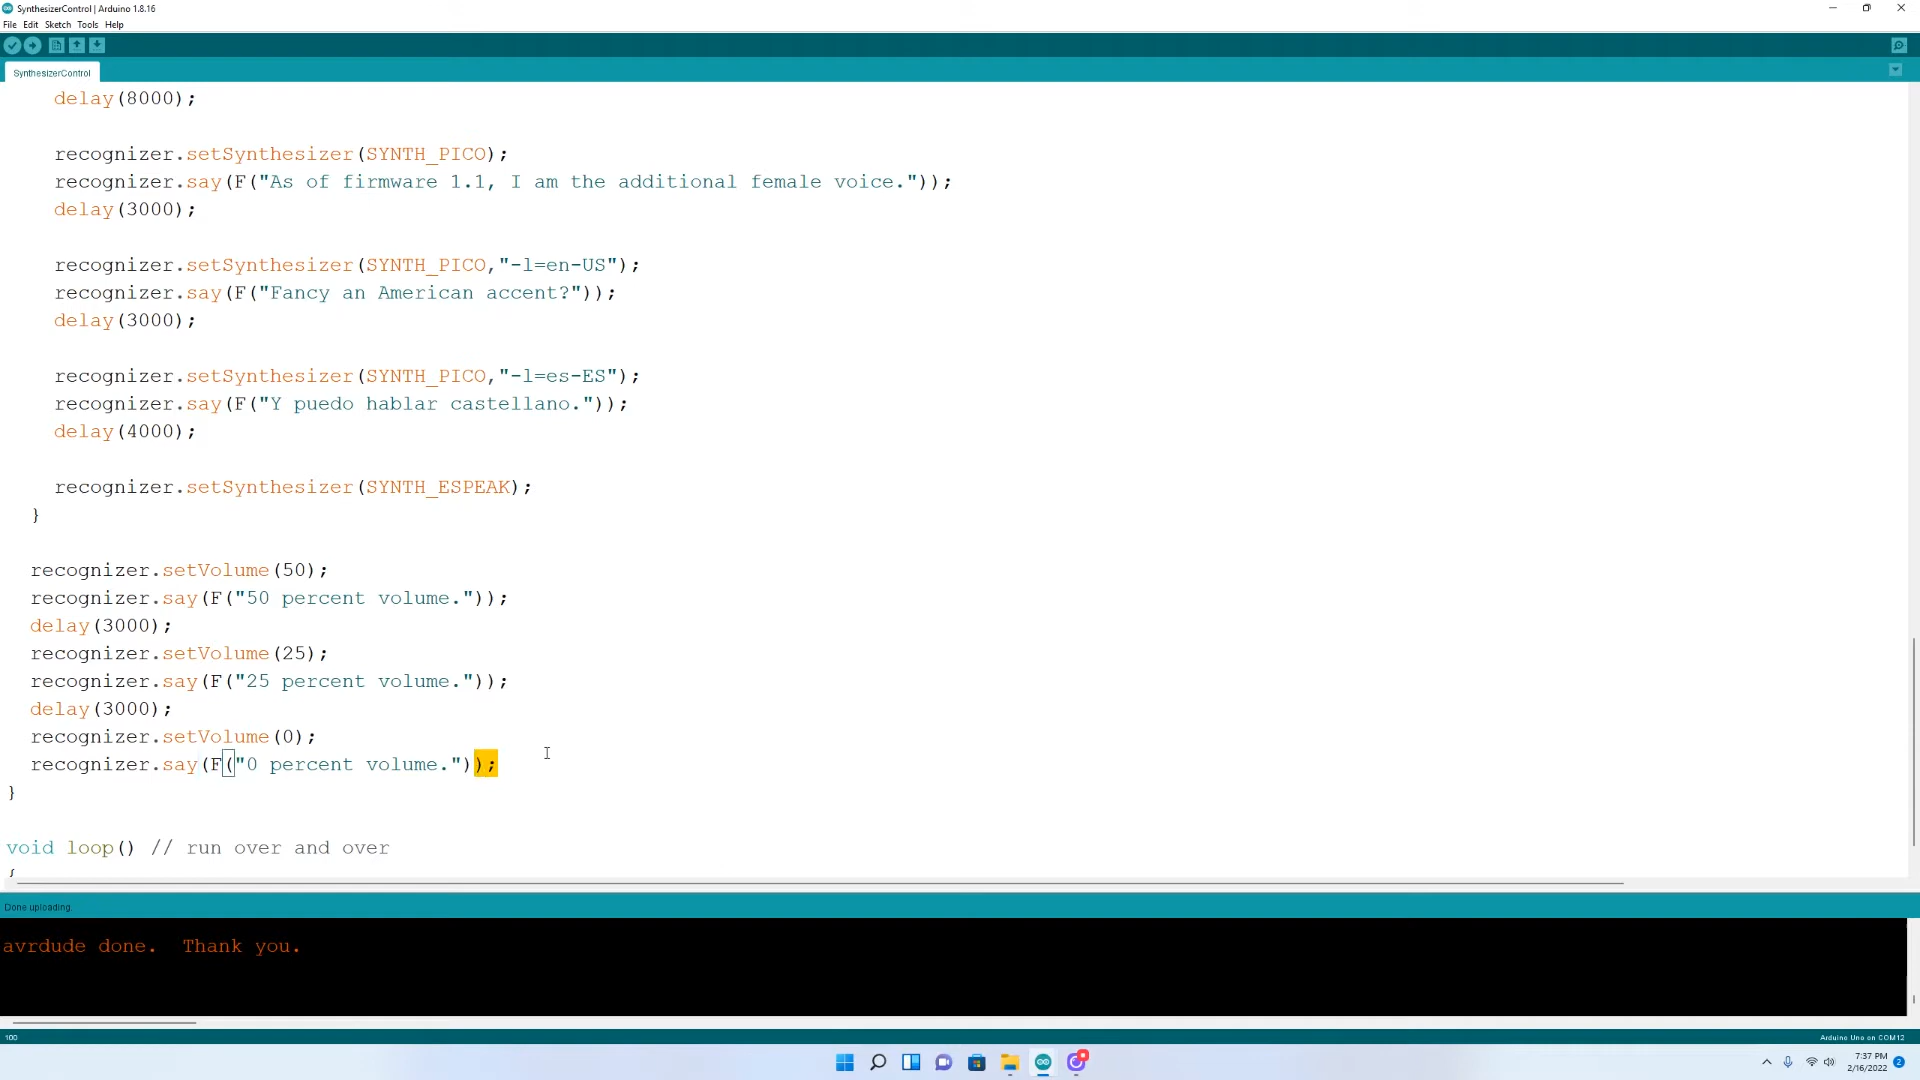 SynthesizerControl | Arduino 1.8.16
File Edit Sketch Tools Help
SynthesizerControl
delay(8000);
recognizer.setSynthesizer(SYNTH_PICO);
recognizer.say(F("As of firmware 1.1, I am the additional female voice."));
delay(3000);
recognizer.setSynthesizer(SYNTH_PICO,"-l=en-US");
recognizer.say(F("Fancy an American accent?"));
delay(3000);
recognizer.setSynthesizer(SYNTH_PICO,"-l=es-ES");
recognizer.say(F("Y puedo hablar castellano."));
delay(4000);
recognizer.setSynthesizer(SYNTH_ESPEAK);
}
recognizer.setVolume(50);
recognizer.say(F("50 percent volume."));
delay(3000);
recognizer.setVolume(25);
recognizer.say(F("25 percent volume."));
delay(3000);
recognizer.setVolume(0);
recognizer.say(F("0 percent volume."));
}
void loop() // run over and over
{
Done uploading.
avrdude done.  Thank you.
100
Arduino Uno on COM12
7:37 PM
2/16/2022
2